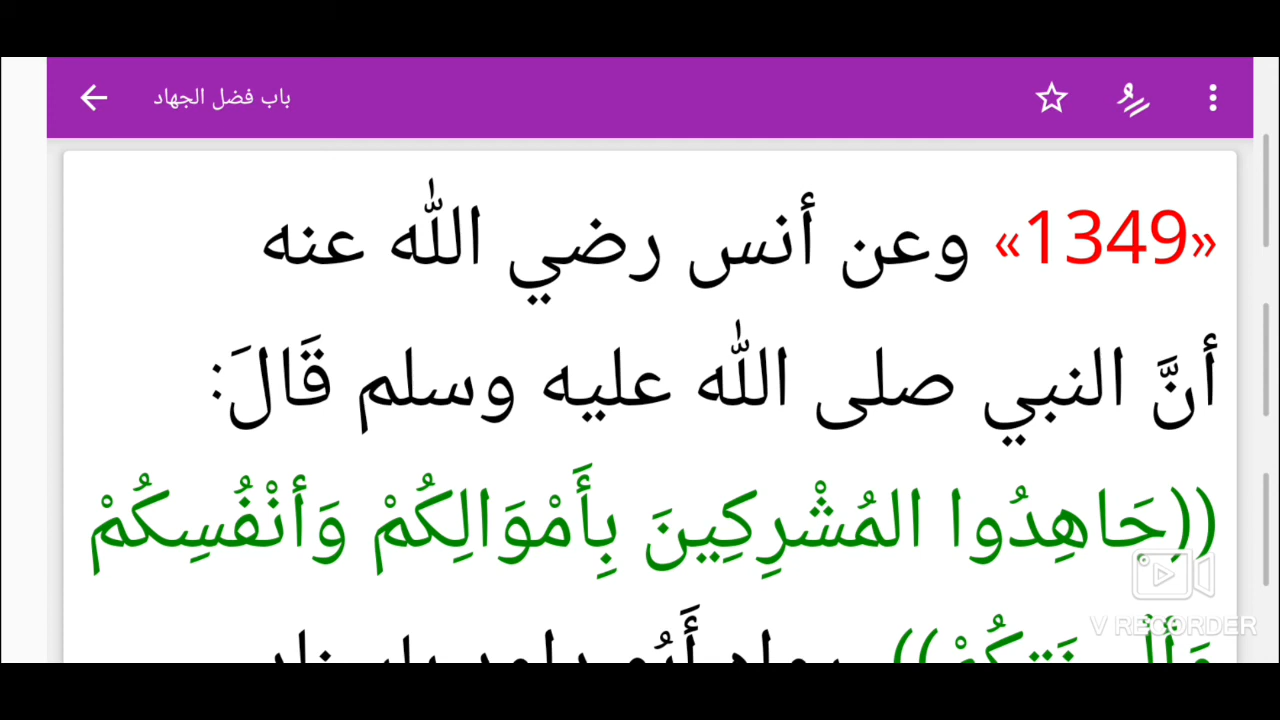 باب فضل الجهاد
«1349» وعن أنس رضي الله عنه
أنَّ النبي صلى الله عليه وسلم قَالَ:
((جَاهِدُوا المُشْرِكِينَ بِأَمْوَالِكُمْ وَأنْفُسِكُمْ
V RECORDER